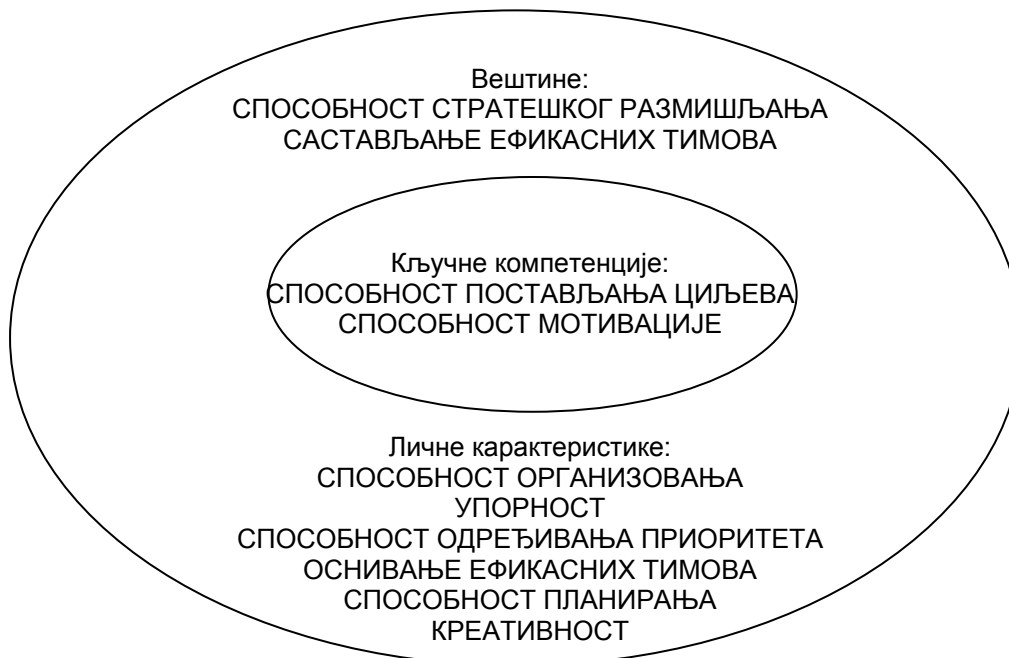 Вештине:
СПОСОБНОСТ СТРАТЕШКОГ РАЗМИШЉАЊА
САСТАВЉАЊЕ ЕФИКАСНИХ ТИМОВА
Кључне компетенције:
СПОСОБНОСТ ПОСТАВЉАЊА ЦИЉЕВА
СПОСОБНОСТ МОТИВАЦИЈЕ
Личне карактеристике:
СПОСОБНОСТ ОРГАНИЗОВАЊА
УПОРНОСТ
СПОСОБНОСТ ОДРЕЂИВАЊА ПРИОРИТЕТА
ОСНИВАЊЕ ЕФИКАСНИХ ТИМОВА
СПОСОБНОСТ ПЛАНИРАЊА
КРЕАТИВНОСТ